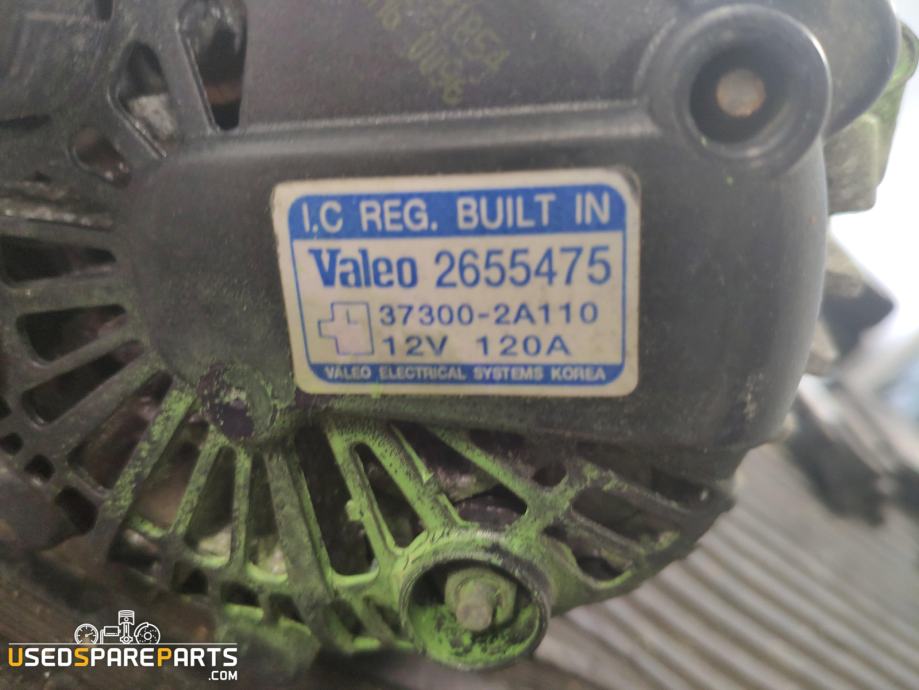 I.C REG. BUILT IN
Valeo 2655475
37300-2A110
12V 120A
VALEO ELECTRICAL SYSTEMS KOREA
USEDSPAREPARTS
.COM